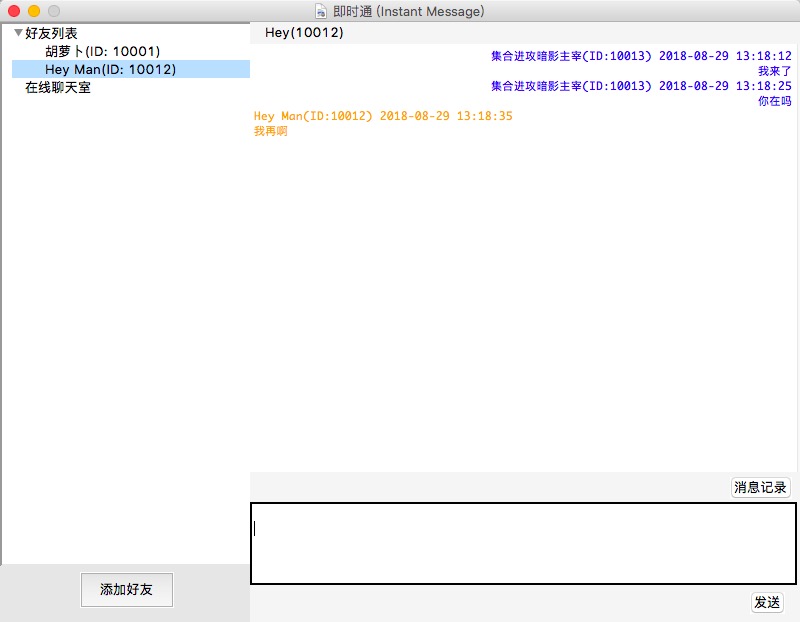 即时通 (Instant Message)
好友列表
胡萝卜(ID: 10001)
Hey Man(ID: 10012)
在线聊天室
添加好友
Hey(10012)
集合进攻暗影主宰(ID:10013) 2018-08-29 13:18:12
我来了
集合进攻暗影主宰(ID:10013) 2018-08-29 13:18:25
你在吗
Hey Man(ID:10012) 2018-08-29 13:18:35
我再啊
消息记录
发送